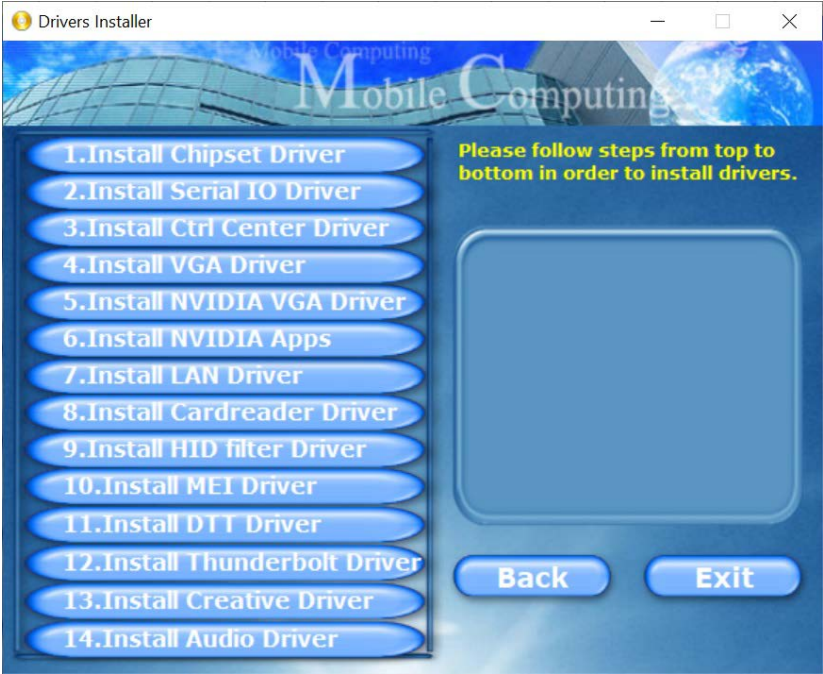 Drivers Installer
Mobile Computing
Mobile Computing
1.Install Chipset Driver
2.Install Serial IO Driver
3.Install Ctrl Center Driver
4.Install VGA Driver
5.Install NVIDIA VGA Driver
6.Install NVIDIA Apps
7.Install LAN Driver
8.Install Cardreader Driver
9.Install HID filter Driver
10.Install MEI Driver
11.Install DTT Driver
12.Install Thunderbolt Driver
13.Install Creative Driver
14.Install Audio Driver
Please follow steps from top to
bottom in order to install drivers.
Back
Exit